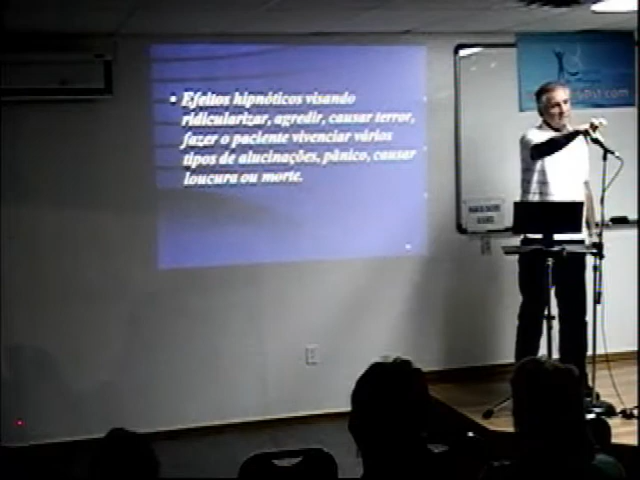 • Efeitos hipnóticos visando
ridicularizar, agredir, causar terror,
fazer o paciente vivenciar vários
tipos de alucinações, pânico, causar
loucura ou morte.